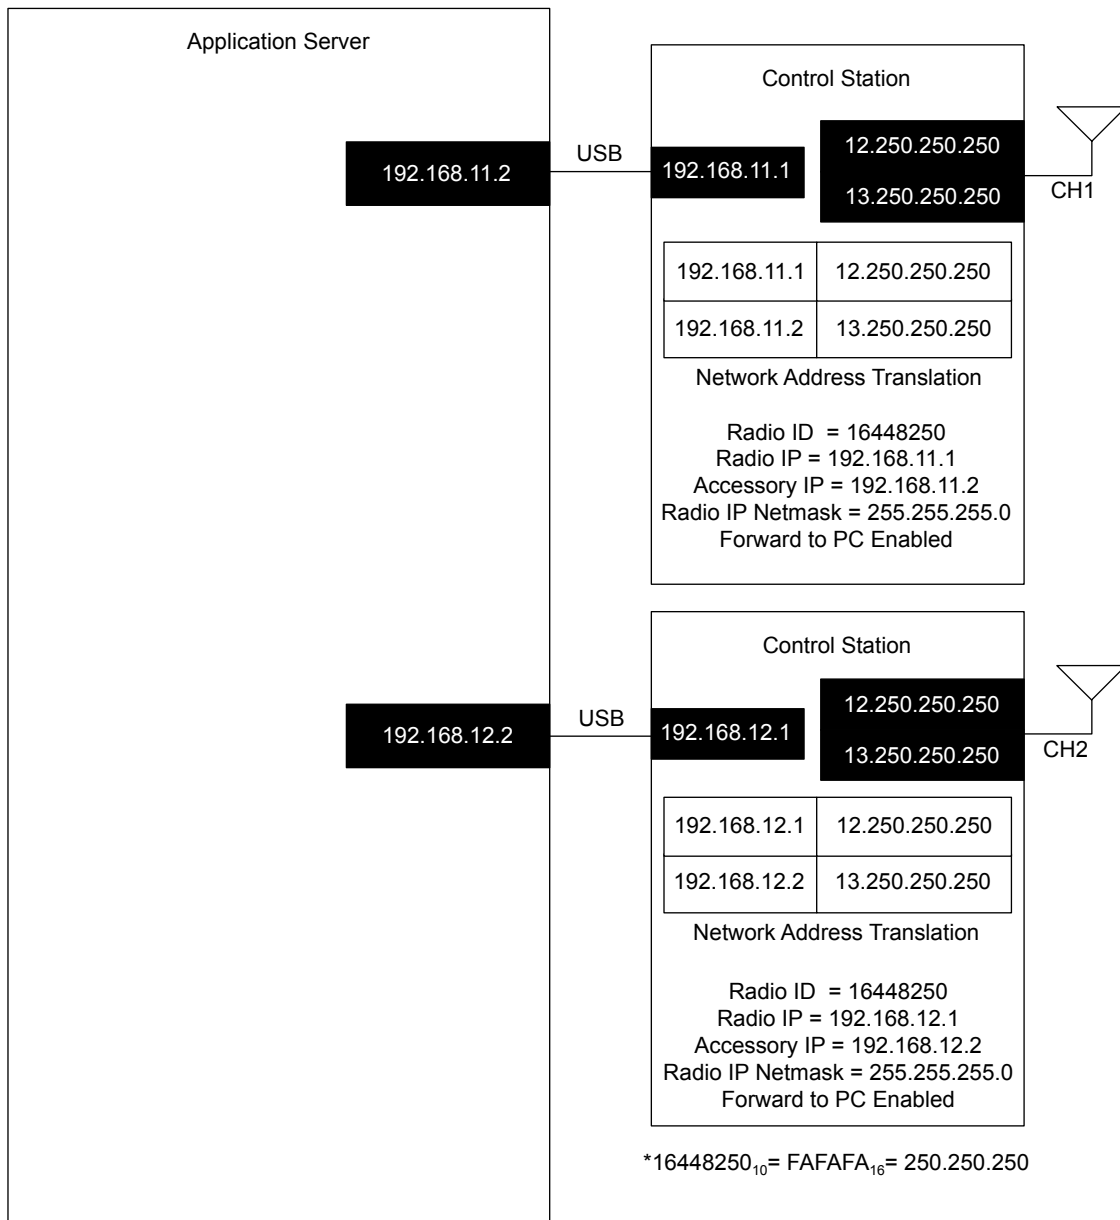 Application Server
Control Station
192.168.11.2
USB
192.168.11.1
12.250.250.250
13.250.250.250
CH1
192.168.11.1 12.250.250.250
192.168.11.2 13.250.250.250
Network Address Translation
Radio ID = 16448250
Radio IP = 192.168.11.1
Accessory IP = 192.168.11.2
Radio IP Netmask = 255.255.255.0
Forward to PC Enabled
Control Station
192.168.12.2
USB
192.168.12.1
12.250.250.250
13.250.250.250
CH2
192.168.12.1 12.250.250.250
192.168.12.2 13.250.250.250
Network Address Translation
Radio ID = 16448250
Radio IP = 192.168.12.1
Accessory IP = 192.168.12.2
Radio IP Netmask = 255.255.255.0
Forward to PC Enabled
*16448250₁₀= FAFAFA₁₆= 250.250.250